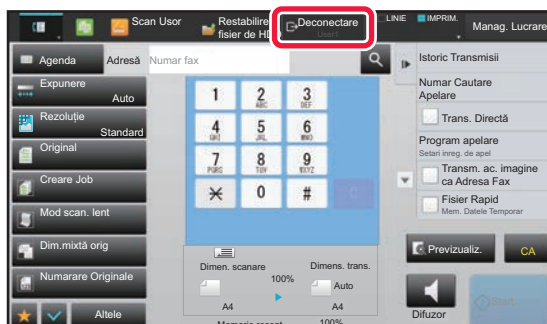 Scan Usor
Restabilire
fisier de HD
Deconectare
User1
LINIE
IMPRIM.
Manag. Lucrare
Agenda
Adresă
Numar fax
Istoric Transmisii
Expunere
Auto
Numar Cautare
Apelare
Rezoluție
Standard
Trans. Directă
Original
Program apelare
Setari inreg. de apel
Creare Job
Transm. ac. imagine
ca Adresa Fax
Mod scan. lent
Fisier Rapid
Mem. Datele Temporar
1
2
ABC
3
DEF
4
GHI
5
JKL
6
MNO
7
PQRS
8
TUV
9
WXYZ
0
#
C
Dim.mixtă orig
Numarare Originale
Altele
Dimen. scanare
100%
Dimens. trans.
Auto
A4
A4
100%
Previzualiz.
CA
Difuzor
Start